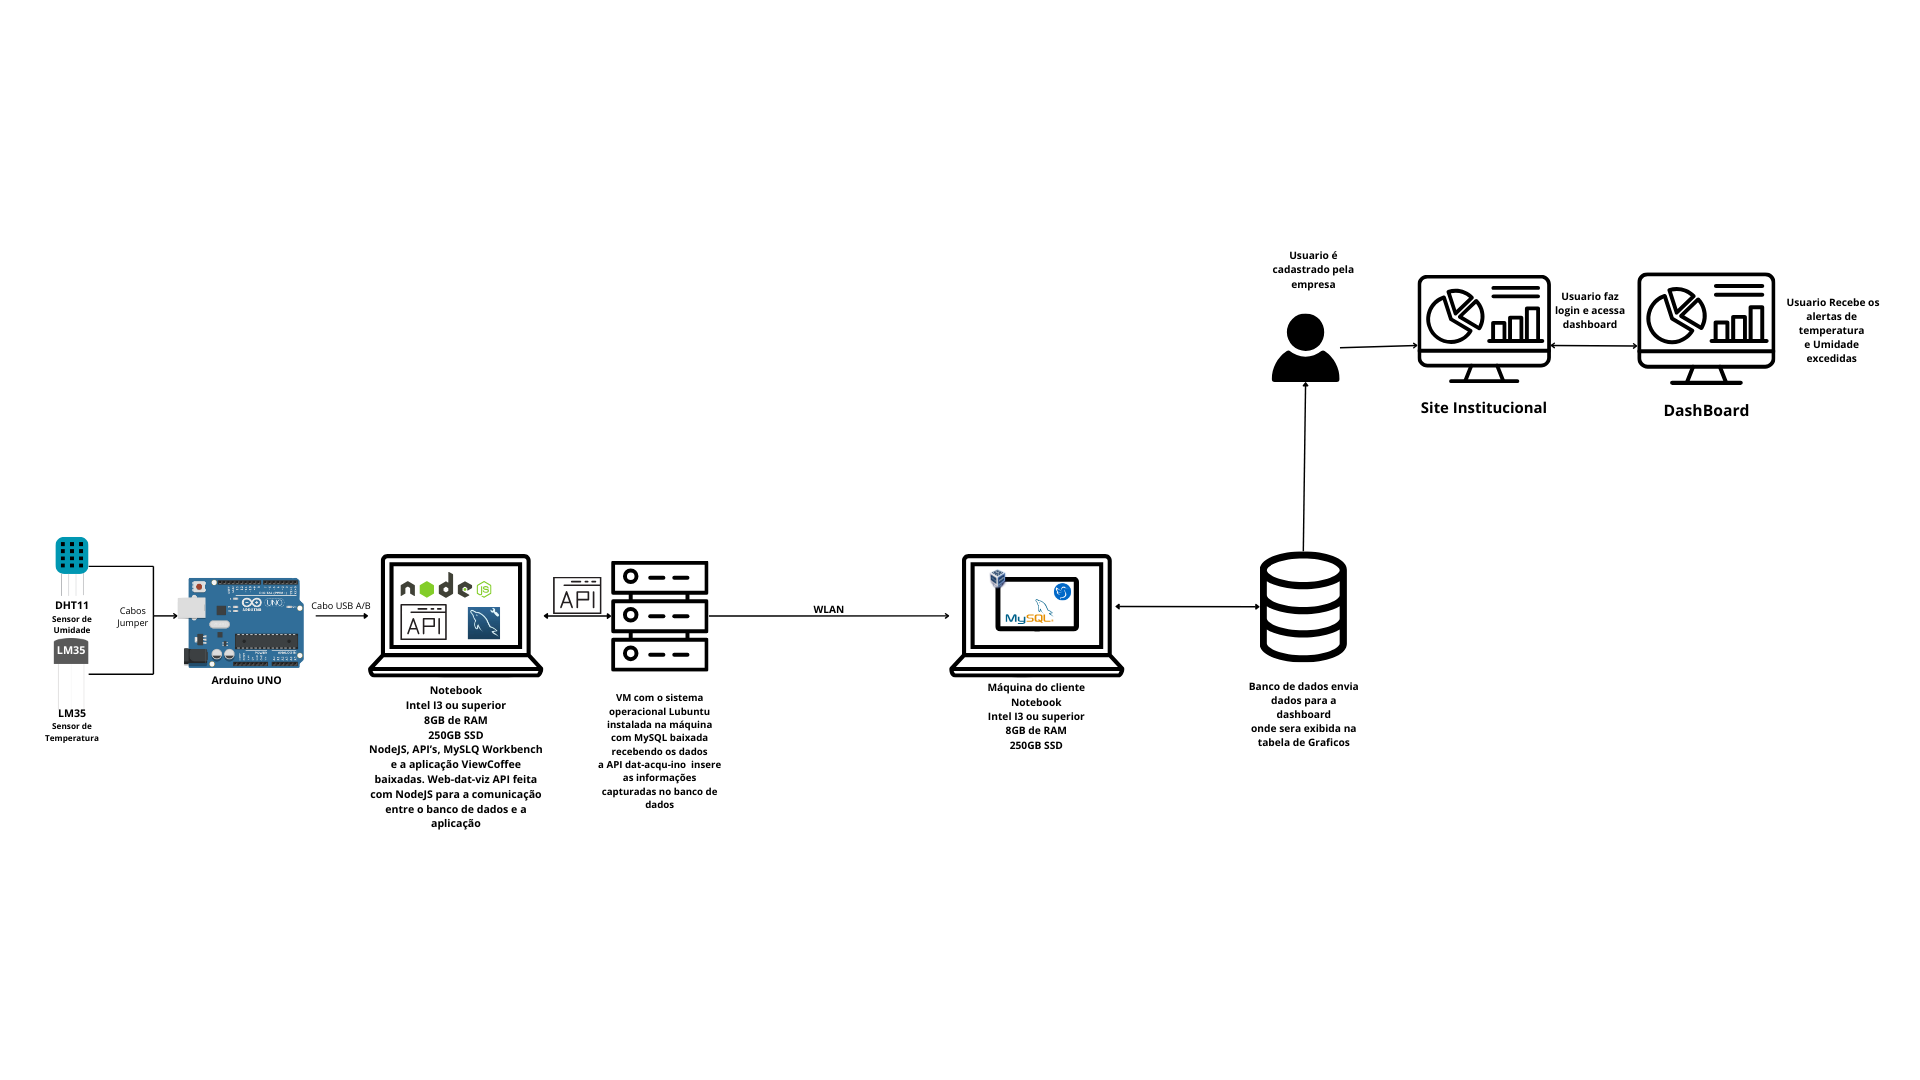 DHT11
Sensor de
Umidade
LM35
LM35
Sensor de
Temperatura
Cabos
Jumper
UNO
ARDUINO
Arduino UNO
Cabo USB A/B
node
JS
API
Notebook
Intel I3 ou superior
8GB de RAM
250GB SSD
NodeJS, API's, MySLQ Workbench
e a aplicação ViewCoffee
baixadas. Web-dat-viz API feita
com NodeJS para a comunicação
entre o banco de dados e a
aplicação
API
VM com o sistema
operacional Lubuntu
instalada na máquina
com MySQL baixada
recebendo os dados
a API dat-acqu-ino insere
as informações
capturadas no banco de
dados
WLAN
MySQL
Máquina do cliente
Notebook
Intel I3 ou superior
8GB de RAM
250GB SSD
Banco de dados envia
dados para a
dashboard
onde sera exibida na
tabela de Graficos
Usuario é
cadastrado pela
empresa
Site Institucional
Usuario faz
login e acessa
dashboard
DashBoard
Usuario Recebe os
alertas de
temperatura
e Umidade
excedidas